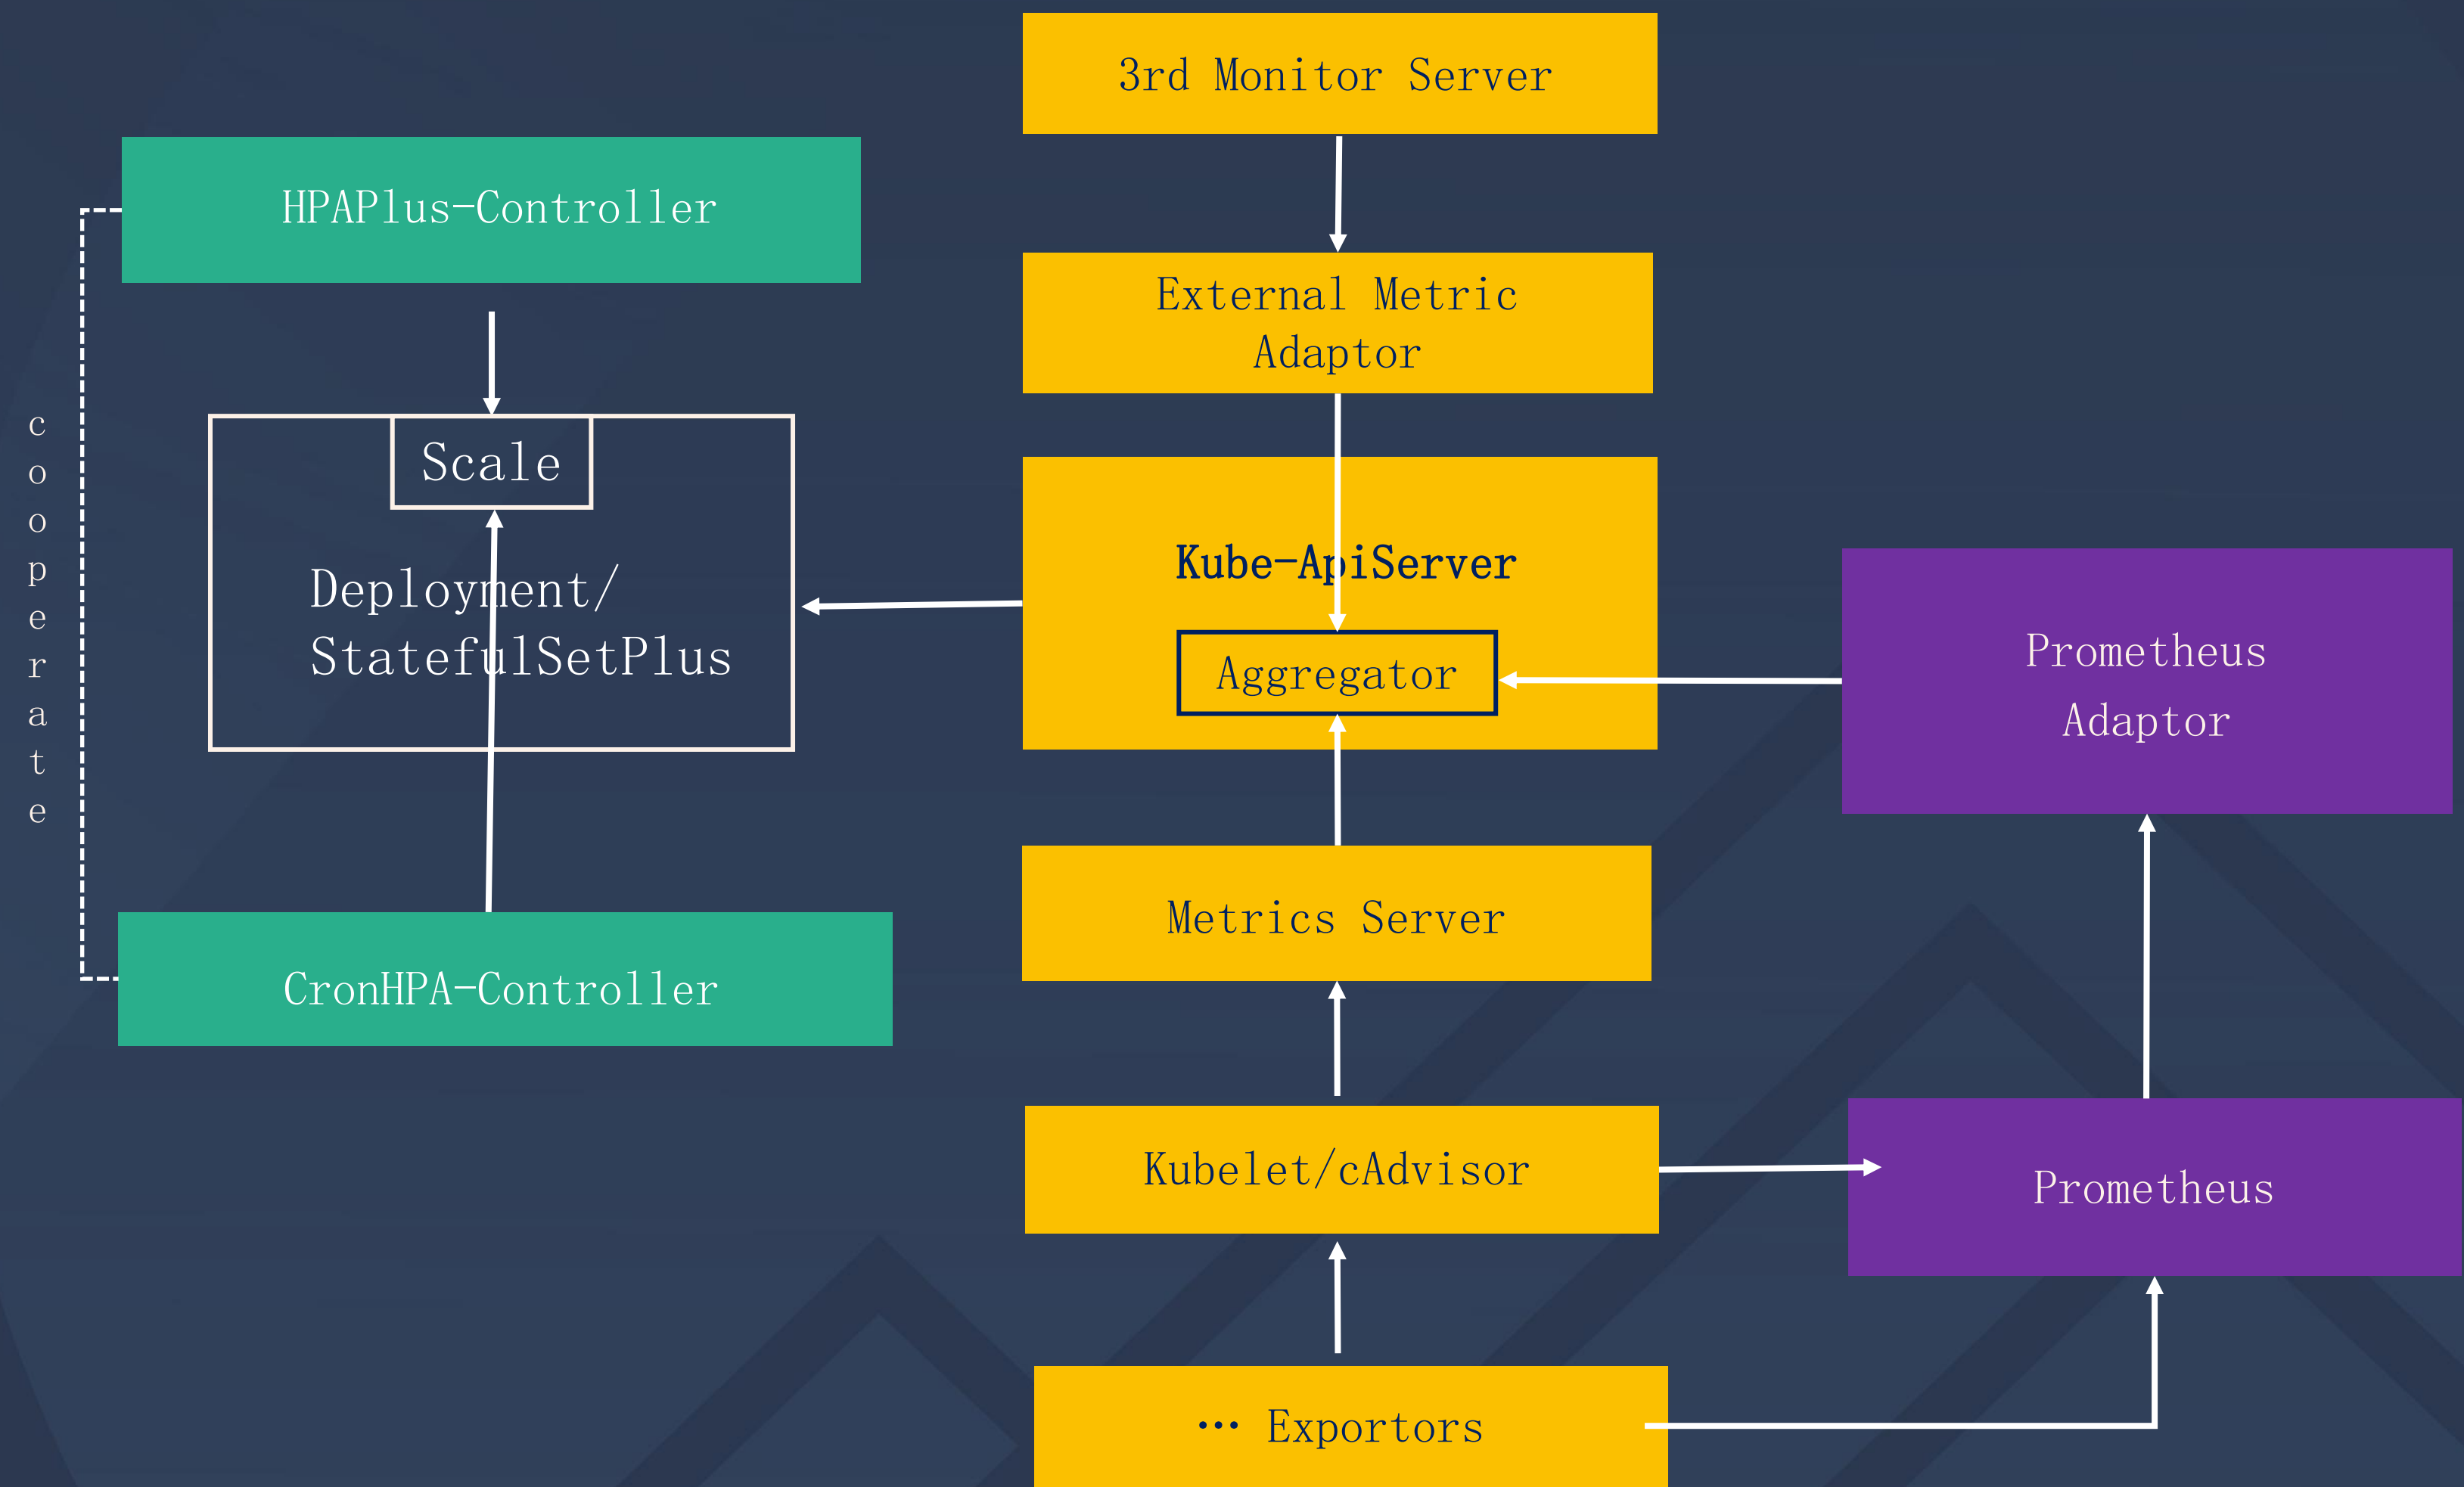 3rd Monitor Server
HPAPlus-Controller
External Metric
Adaptor
cooperate
Scale
Deployment/
StatefulSetPlus
Kube-ApiServer
Aggregator
Prometheus
Adaptor
Metrics Server
CronHPA-Controller
Kubelet/cAdvisor
Prometheus
… Exportors